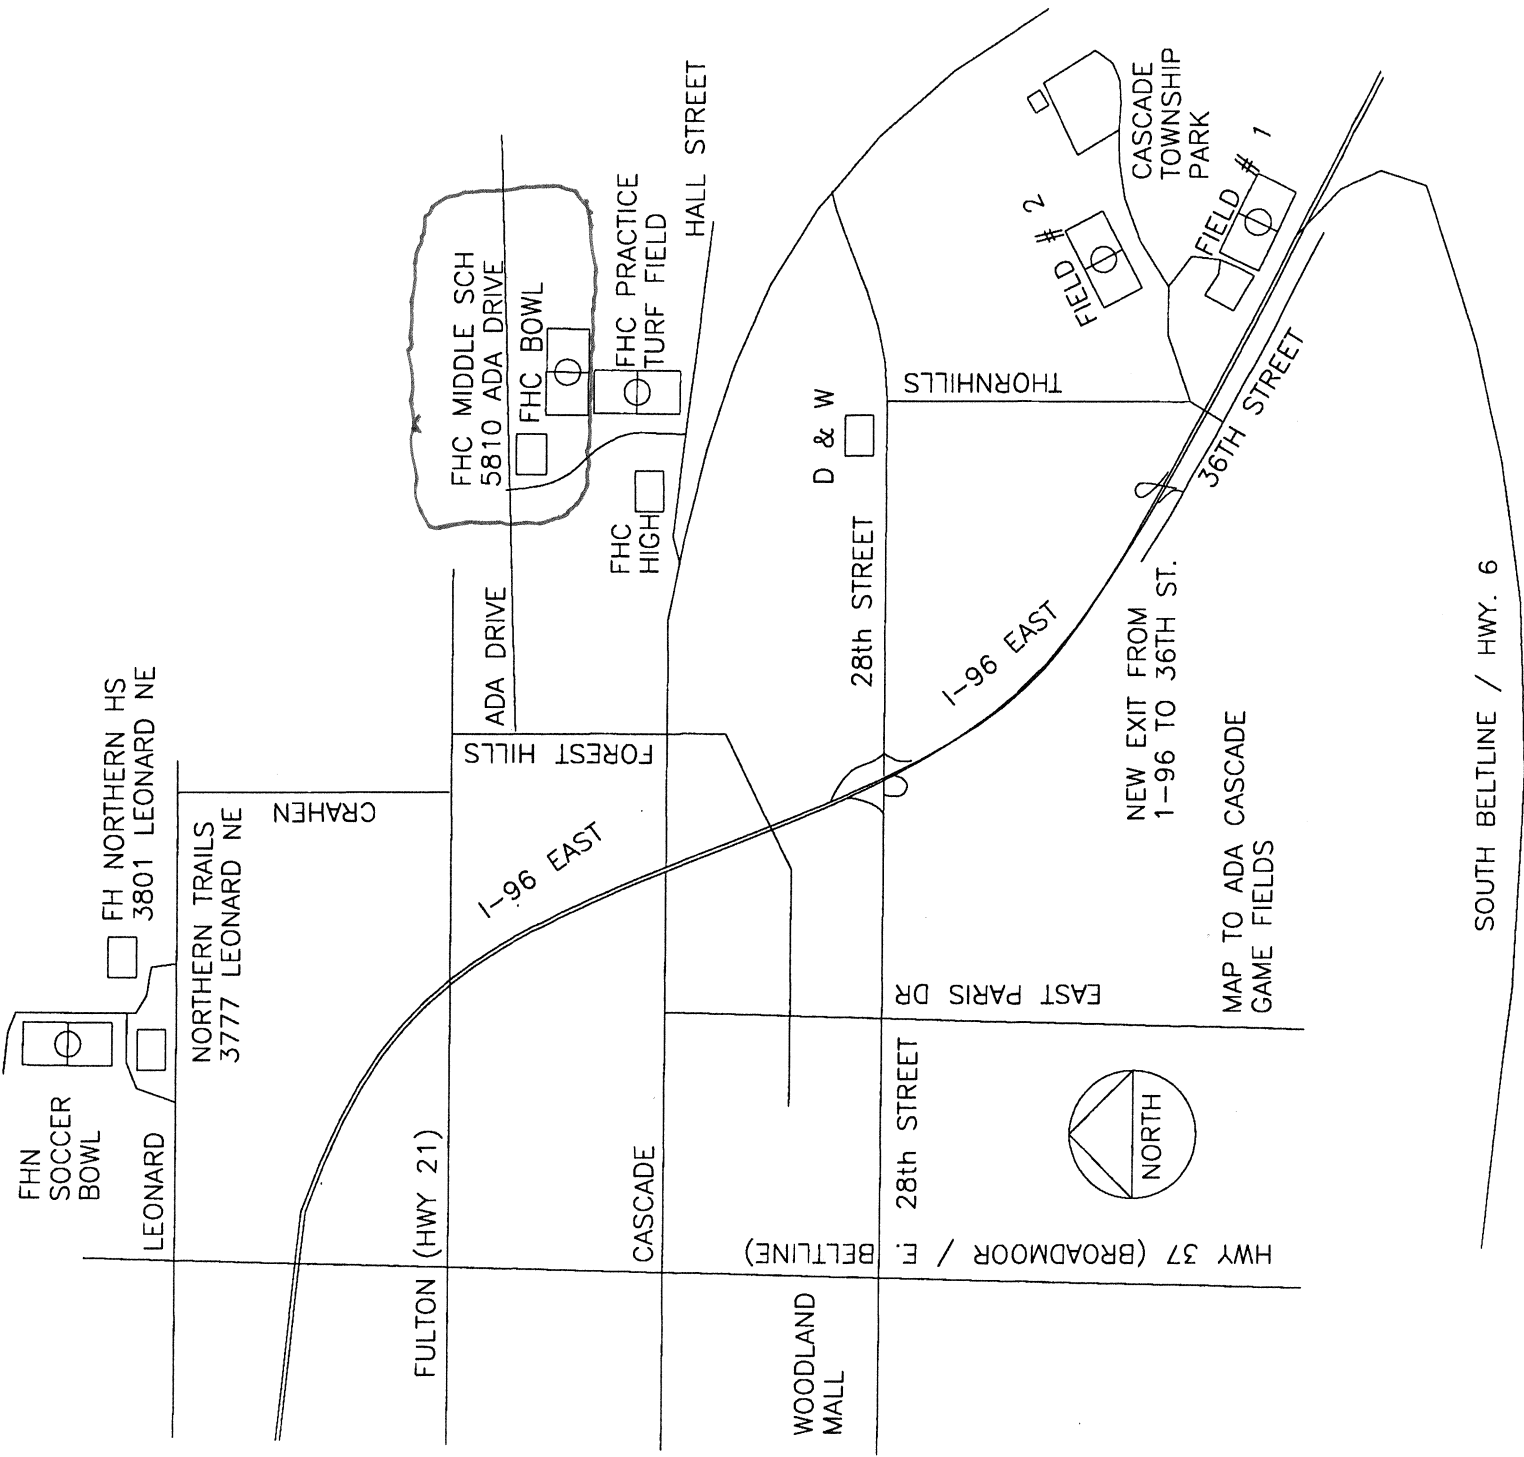 FHN
SOCCER
BOWL
LEONARD
FH NORTHERN HS
3801 LEONARD NE
NORTHERN TRAILS
3777 LEONARD NE
CRAHEN
FULTON (HWY 21)
I-96 EAST
ADA DRIVE
FOREST HILLS
FHC MIDDLE SCH
5810 ADA DRIVE
FHC BOWL
FHC PRACTICE
TURF FIELD
FHC
HIGH
HALL STREET
CASCADE
WOODLAND
MALL
HWY 37 (BROADMOOR / E. BELTLINE)
28th STREET
EAST PARIS DR
28th STREET
D & W
THORNHILLS
I-96 EAST
FIELD # 2
CASCADE
TOWNSHIP
PARK
FIELD # 1
36TH STREET
NEW EXIT FROM
1-96 TO 36TH ST.
MAP TO ADA CASCADE
GAME FIELDS
NORTH
SOUTH BELTLINE / HWY. 6